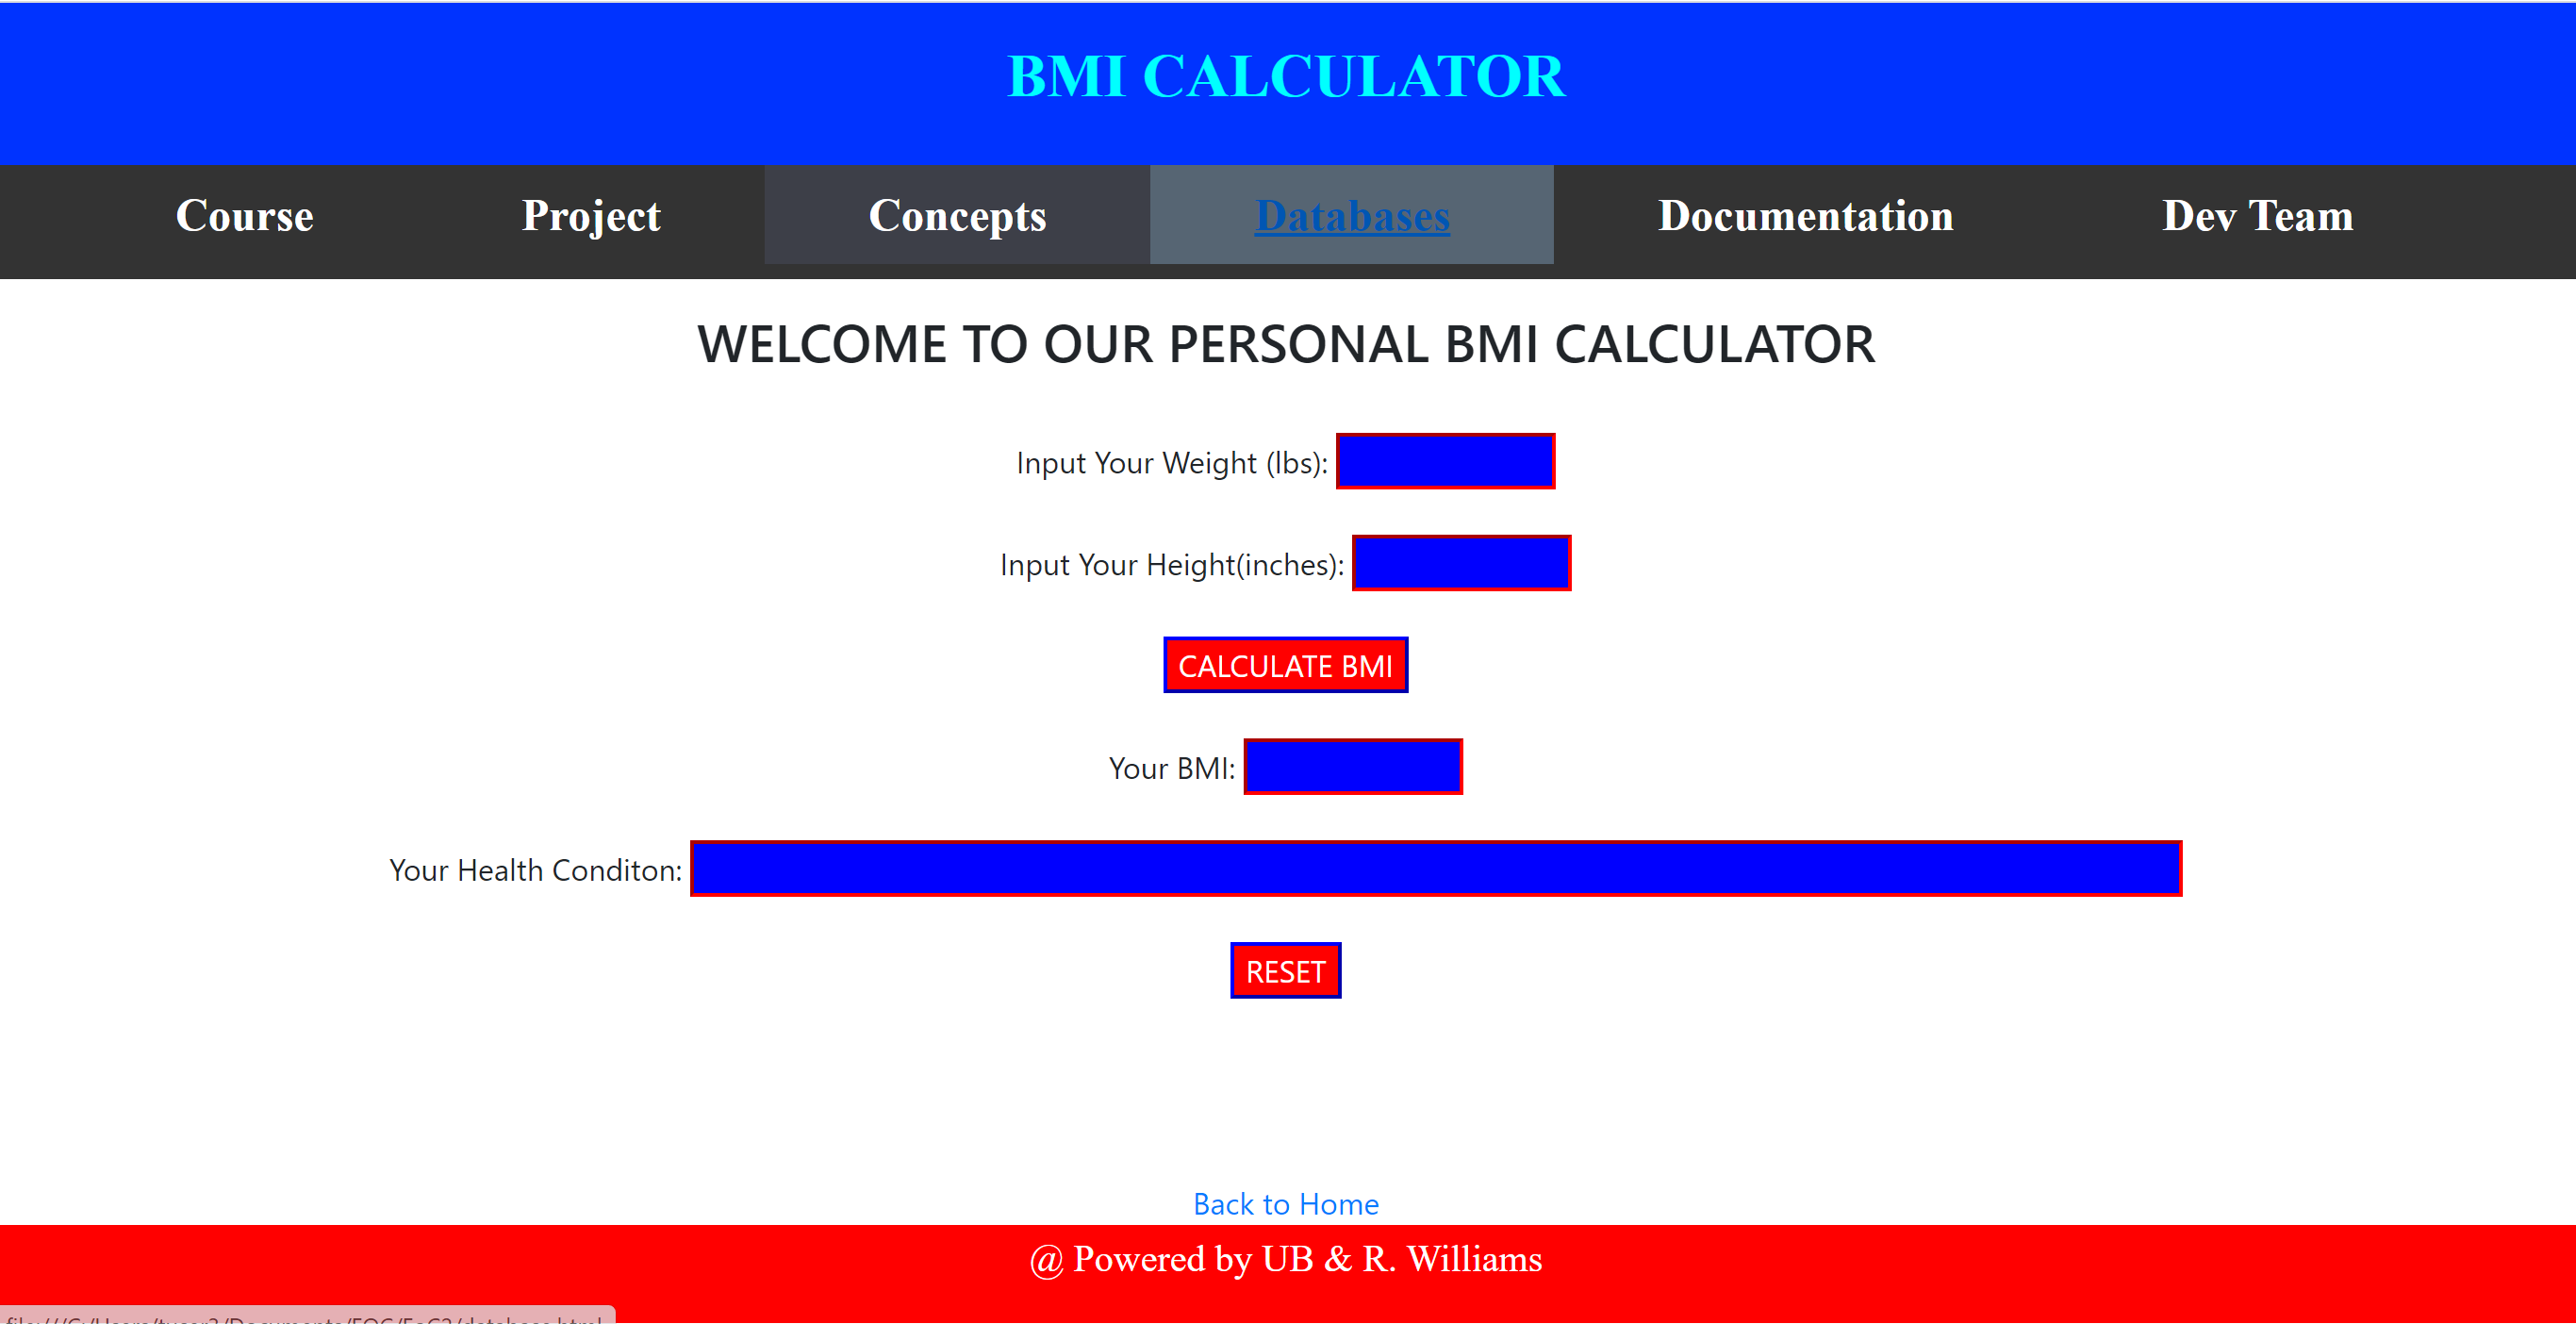 BMI CALCULATOR
Course Project Concepts Databases Documentation Dev Team
WELCOME TO OUR PERSONAL BMI CALCULATOR
Input Your Weight (lbs):
Input Your Height(inches):
CALCULATE BMI
Your BMI:
Your Health Conditon:
RESET
Back to Home
@ Powered by UB & R. Williams